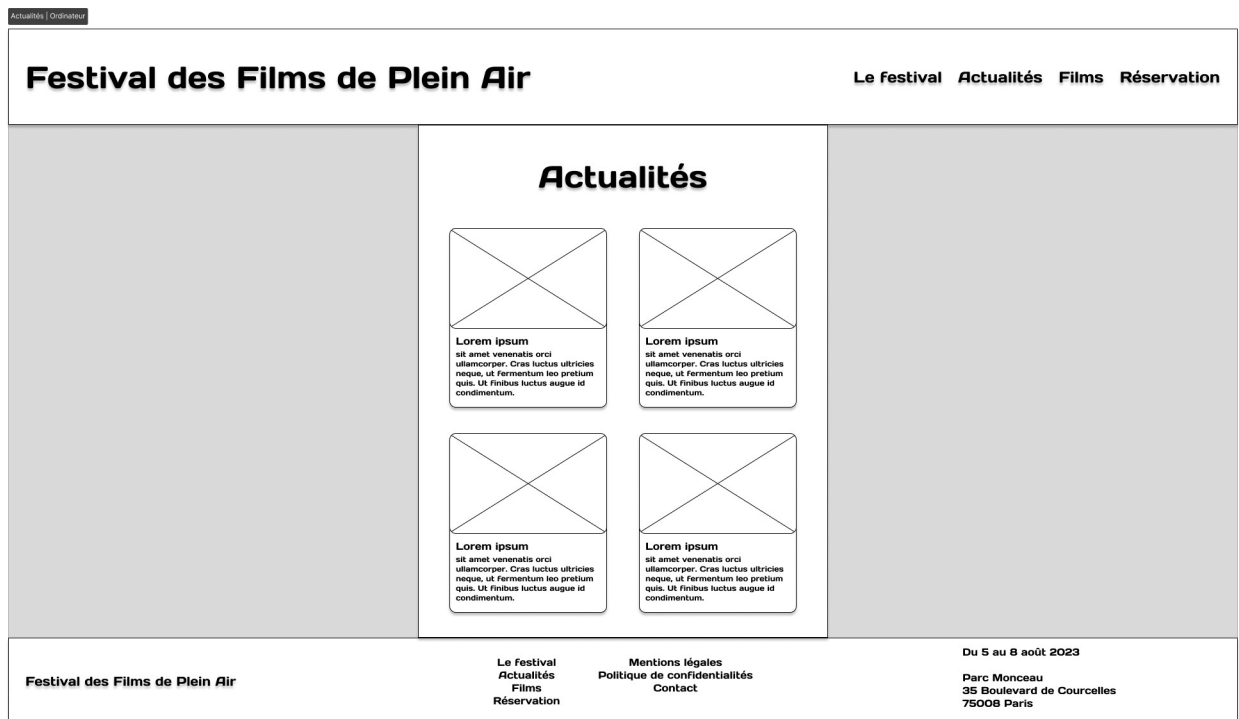 Actualités | Ordinateur
Festival des Films de Plein Air
Le festival Actualités Films Réservation
Actualités
Lorem ipsum
sit amet venenatis orci
ullamcorper. Cras luctus ultricies
neque, ut fermentum leo pretium
quis. Ut finibus luctus augue id
condimentum.
Lorem ipsum
sit amet venenatis orci
ullamcorper. Cras luctus ultricies
neque, ut fermentum leo pretium
quis. Ut finibus luctus augue id
condimentum.
Lorem ipsum
sit amet venenatis orci
ullamcorper. Cras luctus ultricies
neque, ut fermentum leo pretium
quis. Ut finibus luctus augue id
condimentum.
Lorem ipsum
sit amet venenatis orci
ullamcorper. Cras luctus ultricies
neque, ut fermentum leo pretium
quis. Ut finibus luctus augue id
condimentum.
Festival des Films de Plein Air
Le festival
Actualités
Films
Réservation
Mentions légales
Politique de confidentialités
Contact
Du 5 au 8 août 2023
Parc Monceau
35 Boulevard de Courcelles
75008 Paris